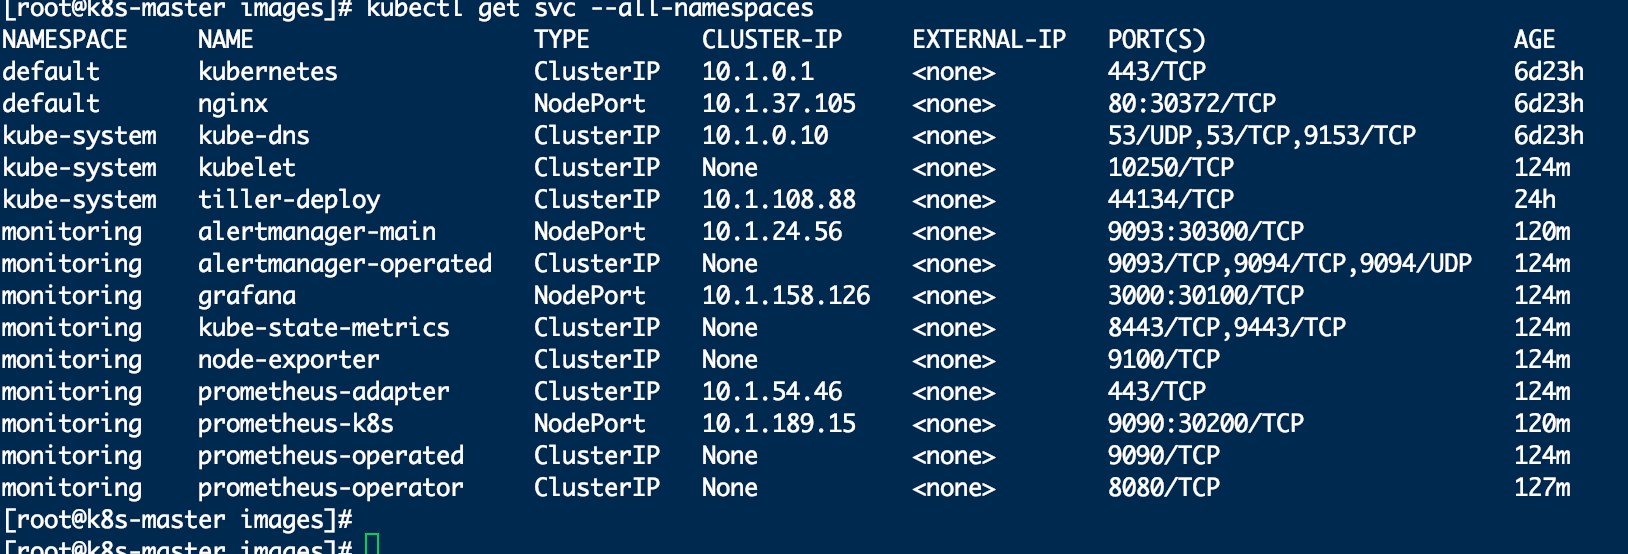 [root@k8s-master images]# kubectl get svc --all-namespaces
NAMESPACE     NAME                    TYPE        CLUSTER-IP     EXTERNAL-IP   PORT(S)                      AGE
default       kubernetes              ClusterIP   10.1.0.1       <none>        443/TCP                      6d23h
default       nginx                   NodePort    10.1.37.105    <none>        80:30372/TCP                 6d23h
kube-system   kube-dns                ClusterIP   10.1.0.10      <none>        53/UDP,53/TCP,9153/TCP       6d23h
kube-system   kubelet                 ClusterIP   None           <none>        10250/TCP                    124m
kube-system   tiller-deploy           ClusterIP   10.1.108.88    <none>        44134/TCP                    24h
monitoring    alertmanager-main       NodePort    10.1.24.56     <none>        9093:30300/TCP               120m
monitoring    alertmanager-operated   ClusterIP   None           <none>        9093/TCP,9094/TCP,9094/UDP   124m
monitoring    grafana                 NodePort    10.1.158.126   <none>        3000:30100/TCP               124m
monitoring    kube-state-metrics      ClusterIP   None           <none>        8443/TCP,9443/TCP            124m
monitoring    node-exporter           ClusterIP   None           <none>        9100/TCP                     124m
monitoring    prometheus-adapter      ClusterIP   10.1.54.46     <none>        443/TCP                      124m
monitoring    prometheus-k8s          NodePort    10.1.189.15    <none>        9090:30200/TCP               120m
monitoring    prometheus-operated     ClusterIP   None           <none>        9090/TCP                     124m
monitoring    prometheus-operator     ClusterIP   None           <none>        8080/TCP                     127m
[root@k8s-master images]#
[root@k8s-master images]#